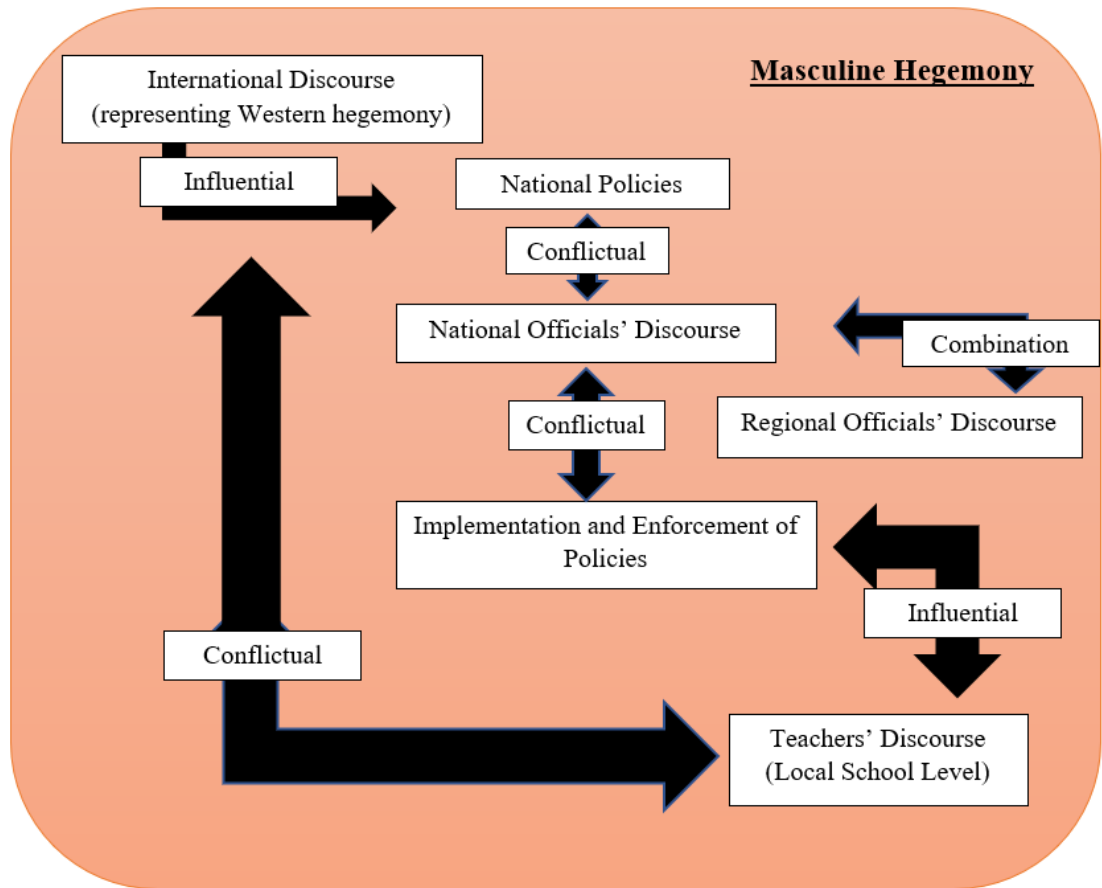 Masculine Hegemony
International Discourse
(representing Western hegemony)
Influential
National Policies
Conflictual
National Officials’ Discourse
Combination
Conflictual
Regional Officials’ Discourse
Implementation and Enforcement of
Policies
Influential
Conflictual
Teachers’ Discourse
(Local School Level)